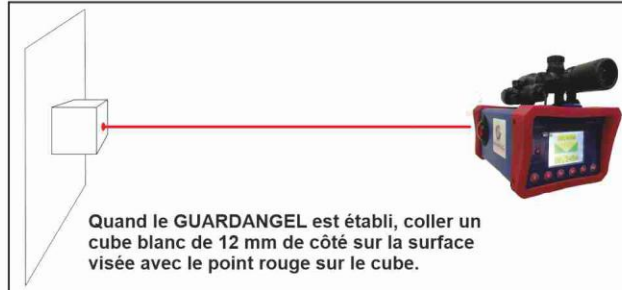 Quand le GUARDANGEL est établi, coller un
cube blanc de 12 mm de côté sur la surface
visée avec le point rouge sur le cube.